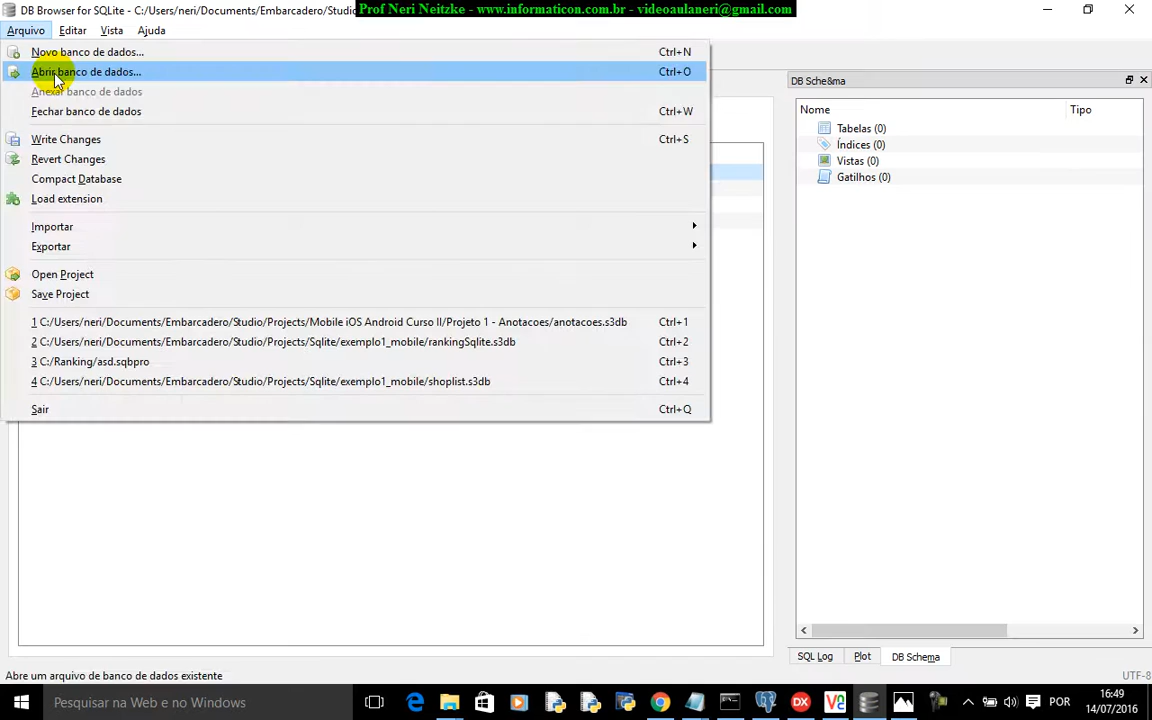 DB Browser for SQLite - C:/Users/neri/Documents/Embarcadero/Studio
Prof Neri Neitzke - www.informaticon.com.br - videoaulaneri@gmail.com
Arquivo Editar Vista Ajuda
Novo banco de dados... Ctrl+N
Abrir banco de dados... Ctrl+O
Anexar banco de dados
Fechar banco de dados Ctrl+W
Write Changes Ctrl+S
Revert Changes
Compact Database
Load extension
Importar
Exportar
Open Project
Save Project
1 C:/Users/neri/Documents/Embarcadero/Studio/Projects/Mobile iOS Android Curso II/Projeto 1 - Anotacoes/anotacoes.s3db Ctrl+1
2 C:/Users/neri/Documents/Embarcadero/Studio/Projects/Sqlite/exemplo1_mobile/rankingSqlite.s3db Ctrl+2
3 C:/Ranking/asd.sqbpro Ctrl+3
4 C:/Users/neri/Documents/Embarcadero/Studio/Projects/Sqlite/exemplo1_mobile/shoplist.s3db Ctrl+4
Sair Ctrl+Q
DB Sche&ma
Nome Tipo
Tabelas (0)
Índices (0)
Vistas (0)
Gatilhos (0)
SQL Log Plot DB Schema
Abre um arquivo de banco de dados existente
UTF-8
Pesquisar na Web e no Windows
DX
POR
16:49
14/07/2016